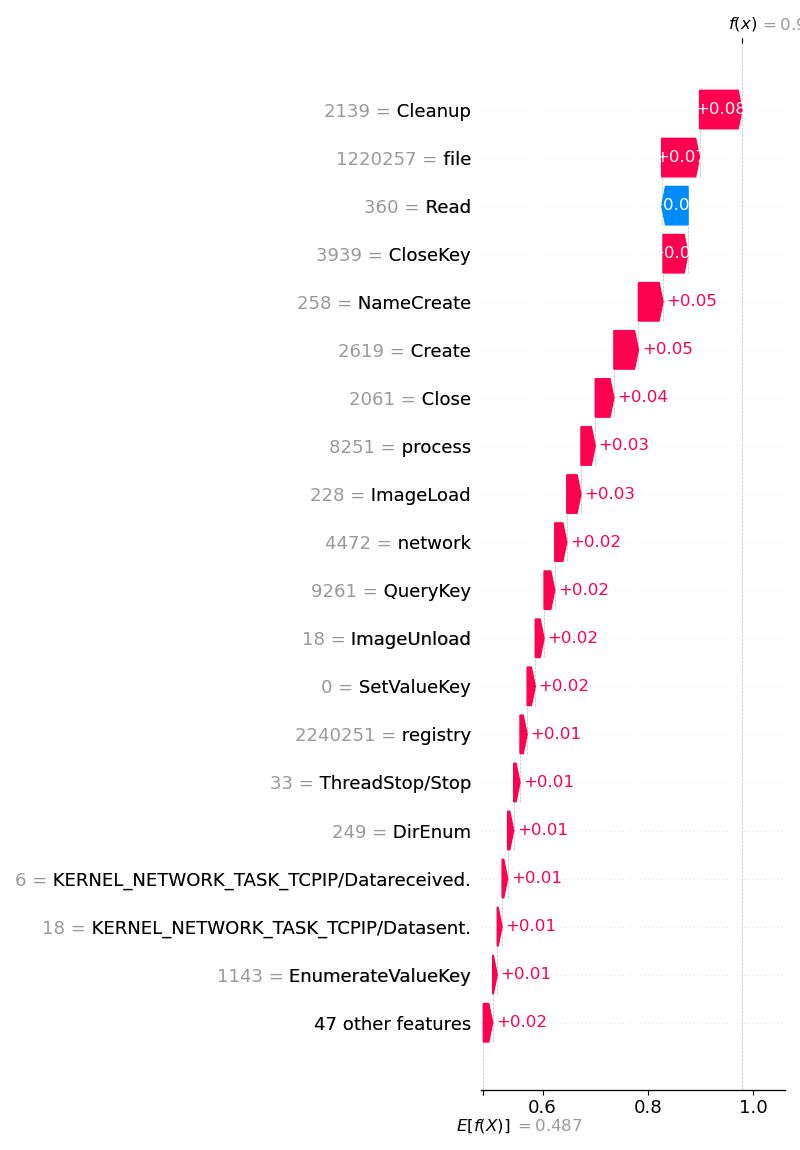 f(x) = 0.9
2139 = Cleanup +0.08
1220257 = file +0.07
360 = Read
3939 = CloseKey
258 = NameCreate +0.05
2619 = Create +0.05
2061 = Close +0.04
8251 = process +0.03
228 = ImageLoad +0.03
4472 = network +0.02
9261 = QueryKey +0.02
18 = ImageUnload +0.02
0 = SetValueKey +0.02
2240251 = registry +0.01
33 = ThreadStop/Stop +0.01
249 = DirEnum +0.01
6 = KERNEL_NETWORK_TASK_TCPIP/Datareceived. +0.01
18 = KERNEL_NETWORK_TASK_TCPIP/Datasent. +0.01
1143 = EnumerateValueKey +0.01
47 other features +0.02
0.6 0.8 1.0
E[f(X)] = 0.487